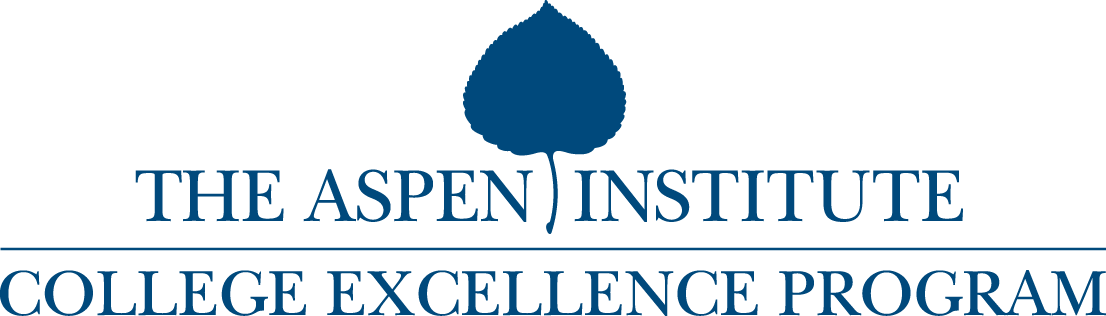 THE ASPEN INSTITUTE
COLLEGE EXCELLENCE PROGRAM